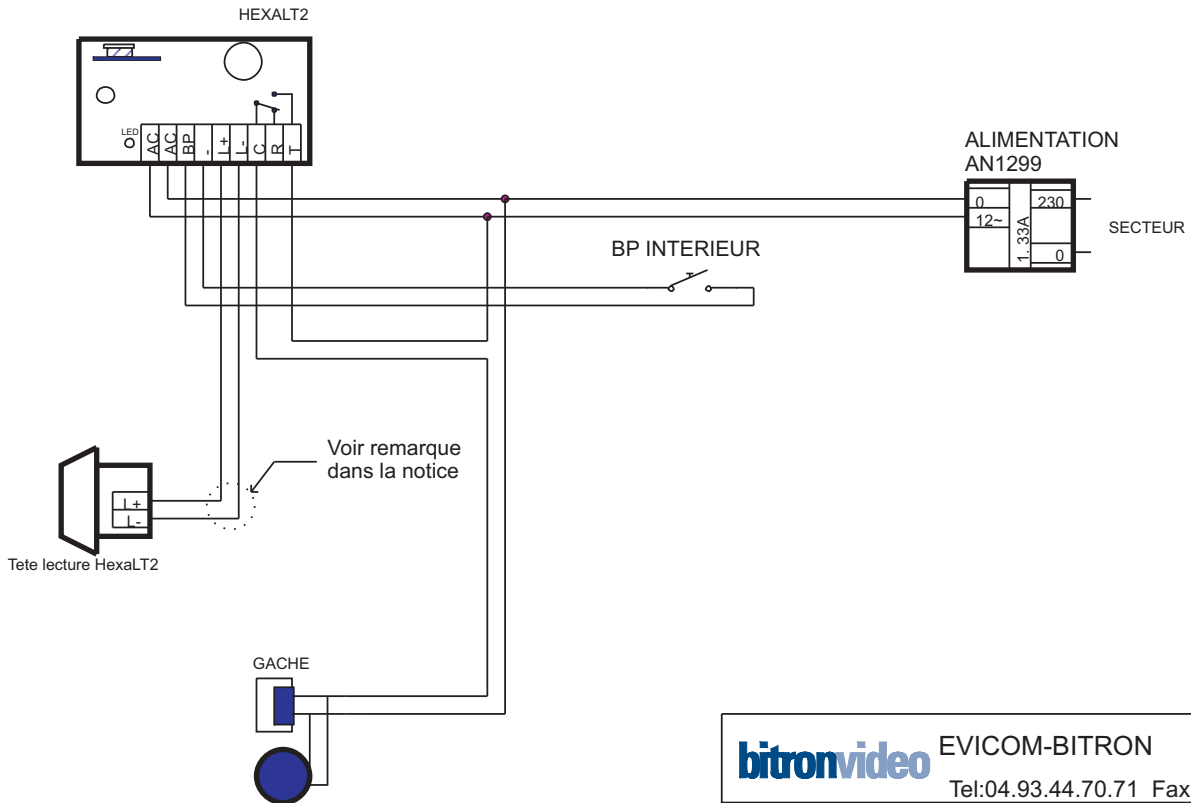 HEXALT2
LED
AC
AC
BP
-
L+
L-
C
R
T
ALIMENTATION
AN1299
0
12~
1. 33A
230
0
SECTEUR
BP INTERIEUR
Voir remarque
dans la notice
L+
L-
Tete lecture HexaLT2
GACHE
bitronvideo
EVICOM-BITRON
Tel:04.93.44.70.71 Fax